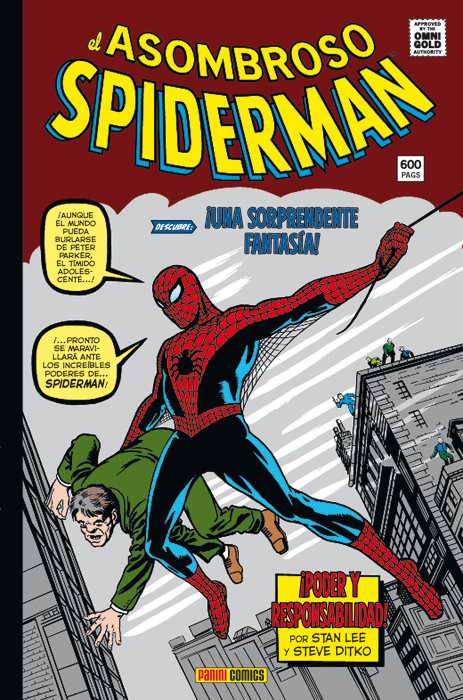 el ASOMBROSO
SPIDERMAN
APPROVED
BY THE
OMNI
GOLD
AUTHORITY
600
PAGS
DESCUBRE:
¡UNA SORPRENDENTE
FANTASÍA!
¡AUNQUE
EL MUNDO
PUEDA
BURLARSE
DE PETER
PARKER,
EL TÍMIDO
ADOLES-
CENTE...!
¡...PRONTO
SE MARAVI-
LLARÁ ANTE
LOS INCREÍBLES
PODERES DE...
SPIDERMAN!
¡PODER Y
RESPONSABILIDAD!
POR STAN LEE
Y STEVE DITKO
PANINI COMICS